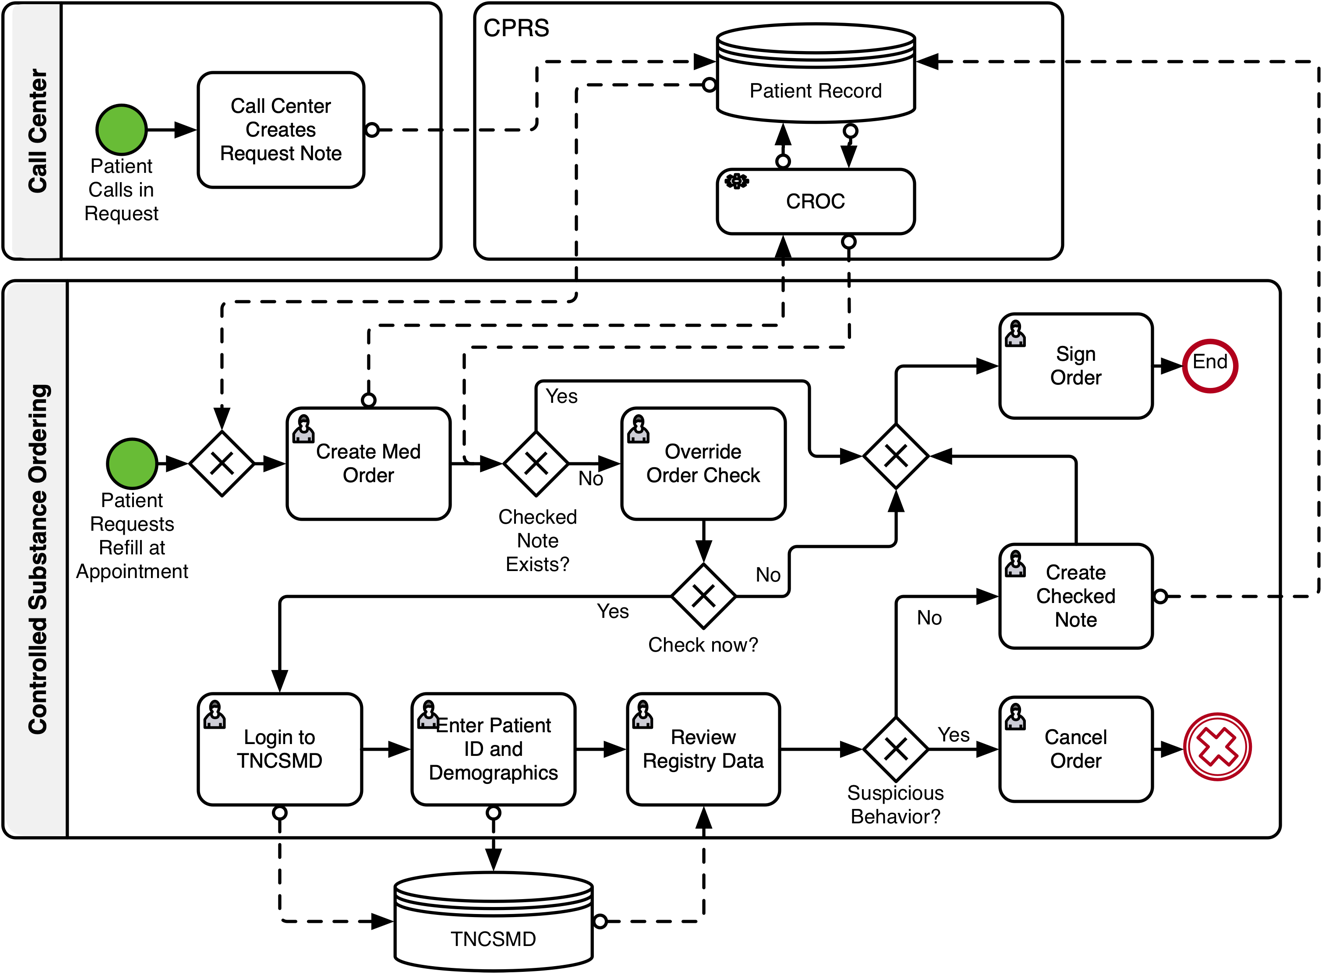 Call Center
Patient
Calls in
Request
Call Center
Creates
Request Note
CPRS
Patient Record
CROC
Controlled Substance Ordering
Patient
Requests
Refill at
Appointment
Create Med
Order
Checked
Note
Exists?
Yes
No
Override
Order Check
Sign
Order
End
Check now?
Yes
No
Create
Checked
Note
Login to
TNCSMD
Enter Patient
ID and
Demographics
Review
Registry Data
Suspicious
Behavior?
No
Yes
Cancel
Order
TNCSMD